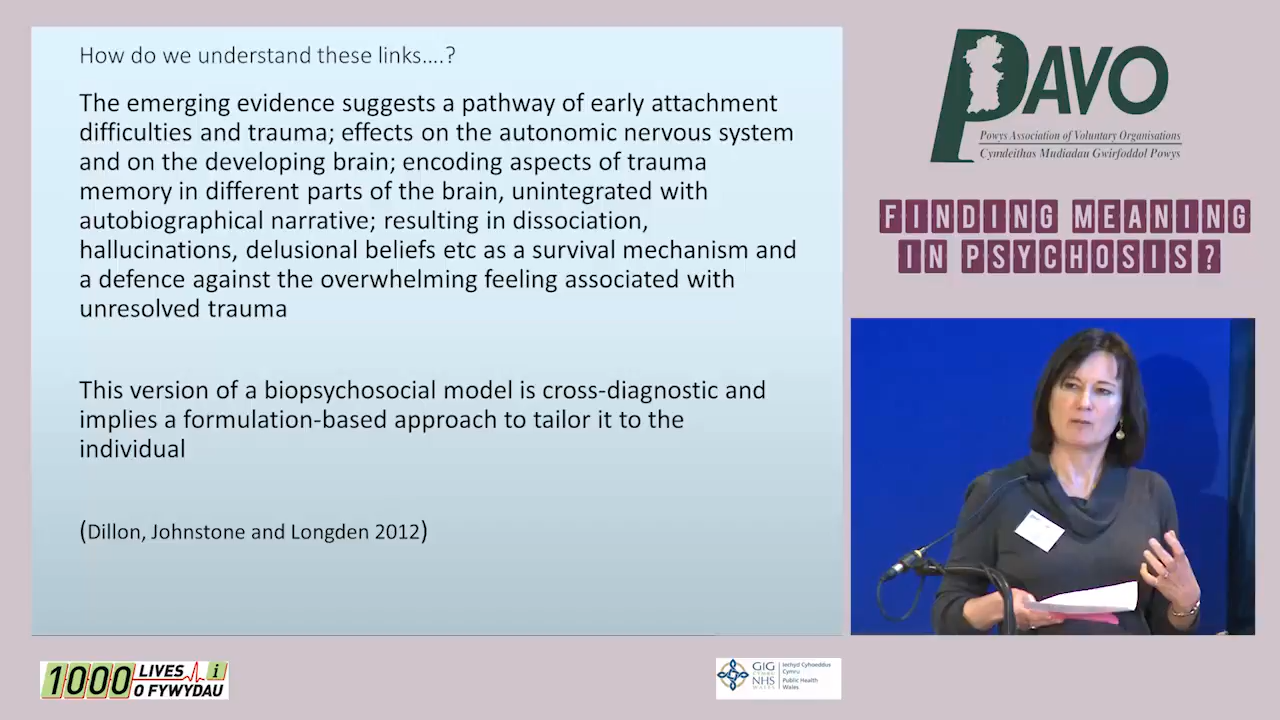 How do we understand these links….?
The emerging evidence suggests a pathway of early attachment
difficulties and trauma; effects on the autonomic nervous system
and on the developing brain; encoding aspects of trauma
memory in different parts of the brain, unintegrated with
autobiographical narrative; resulting in dissociation,
hallucinations, delusional beliefs etc as a survival mechanism and
a defence against the overwhelming feeling associated with
unresolved trauma
This version of a biopsychosocial model is cross-diagnostic and
implies a formulation-based approach to tailor it to the
individual
(Dillon, Johnstone and Longden 2012)
PAVO
Powys Association of Voluntary Organisations
Cymdeithas Mudiadau Gwirfoddol Powys
FINDING MEANING
IN PSYCHOSIS?
1000 LIVES i
O FYWYDAU
GIG
CYMRU
NHS
WALES
Iechyd Cyhoeddus
Cymru
Public Health
Wales